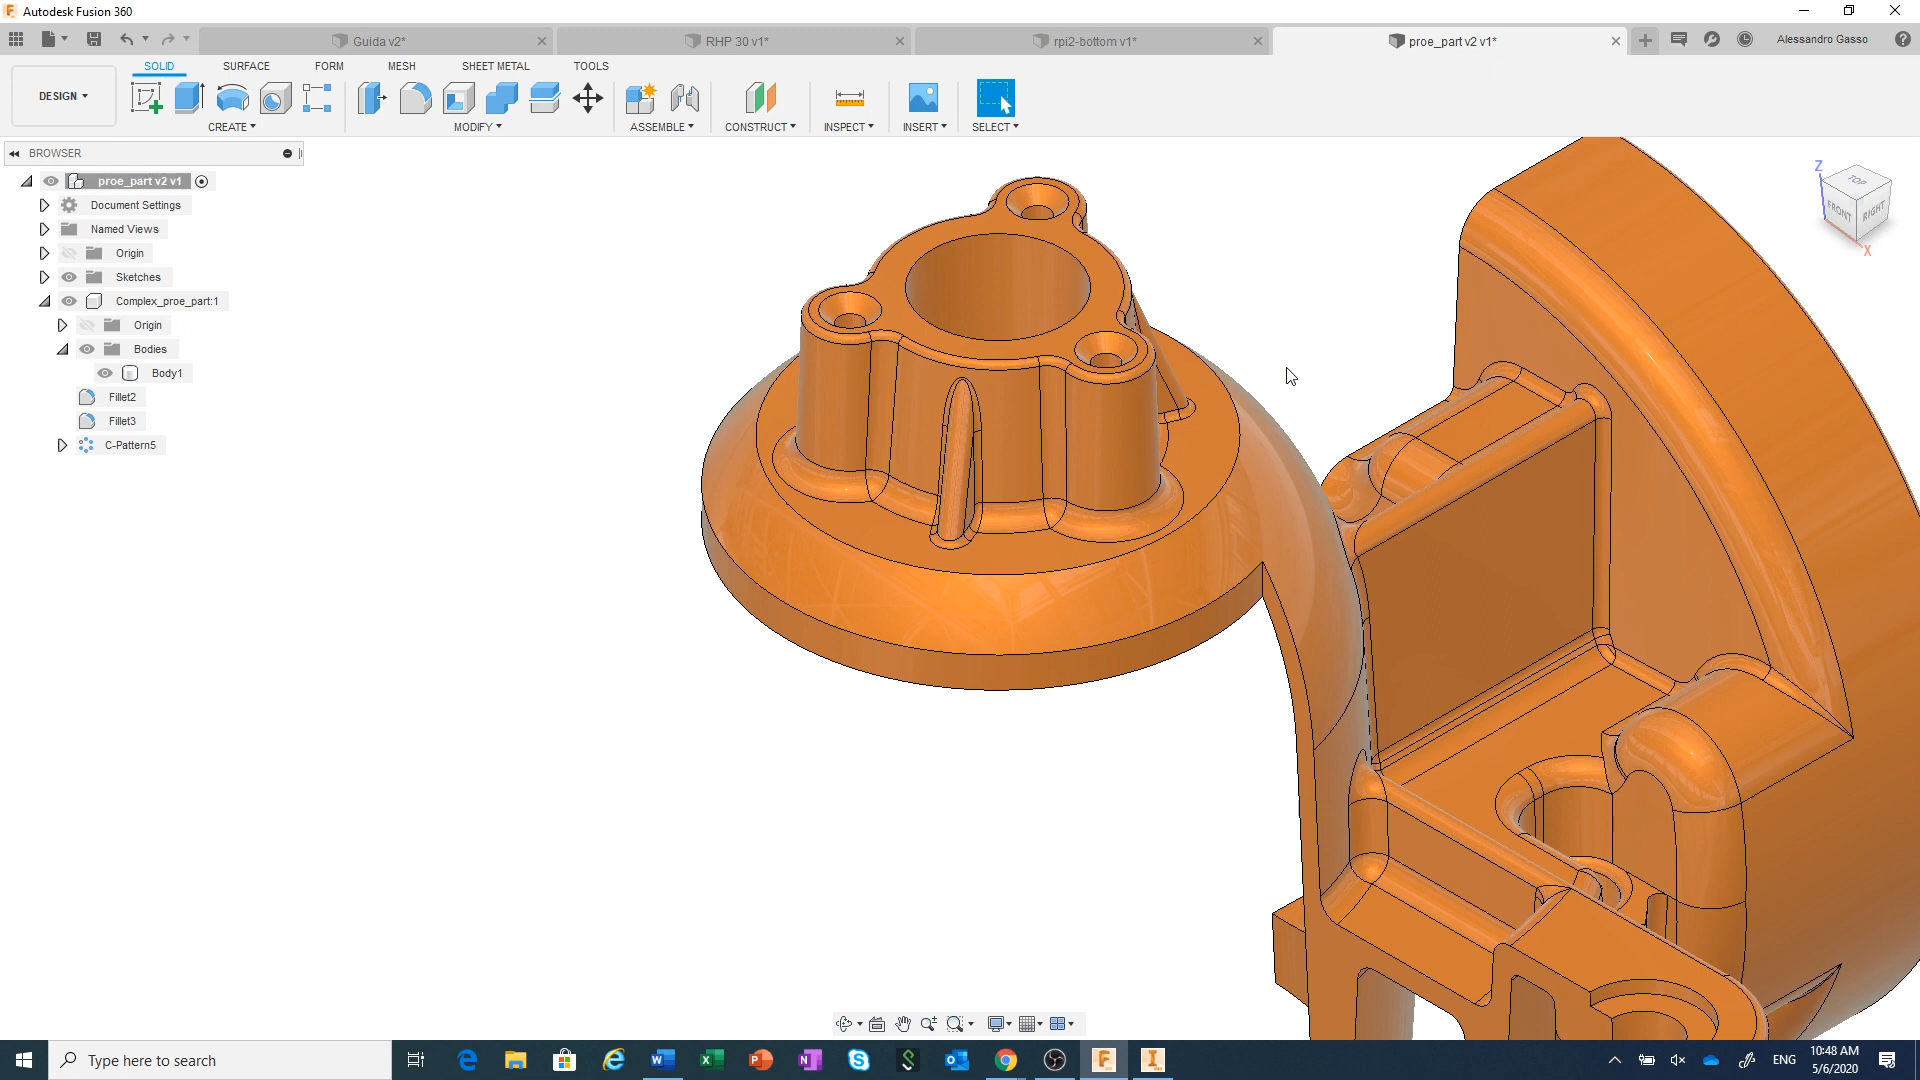 Autodesk Fusion 360
Guida v2*
RHP 30 v1*
rpi2-bottom v1*
proe_part v2 v1*
Alessandro Gasso
SOLID
SURFACE
FORM
MESH
SHEET METAL
TOOLS
DESIGN
CREATE
MODIFY
ASSEMBLE
CONSTRUCT
INSPECT
INSERT
SELECT
BROWSER
proe_part v2 v1
Document Settings
Named Views
Origin
Sketches
Complex_proe_part:1
Origin
Bodies
Body1
Fillet2
Fillet3
C-Pattern5
Z
TOP
FRONT
RIGHT
X
Type here to search
ENG
10:48 AM
5/6/2020